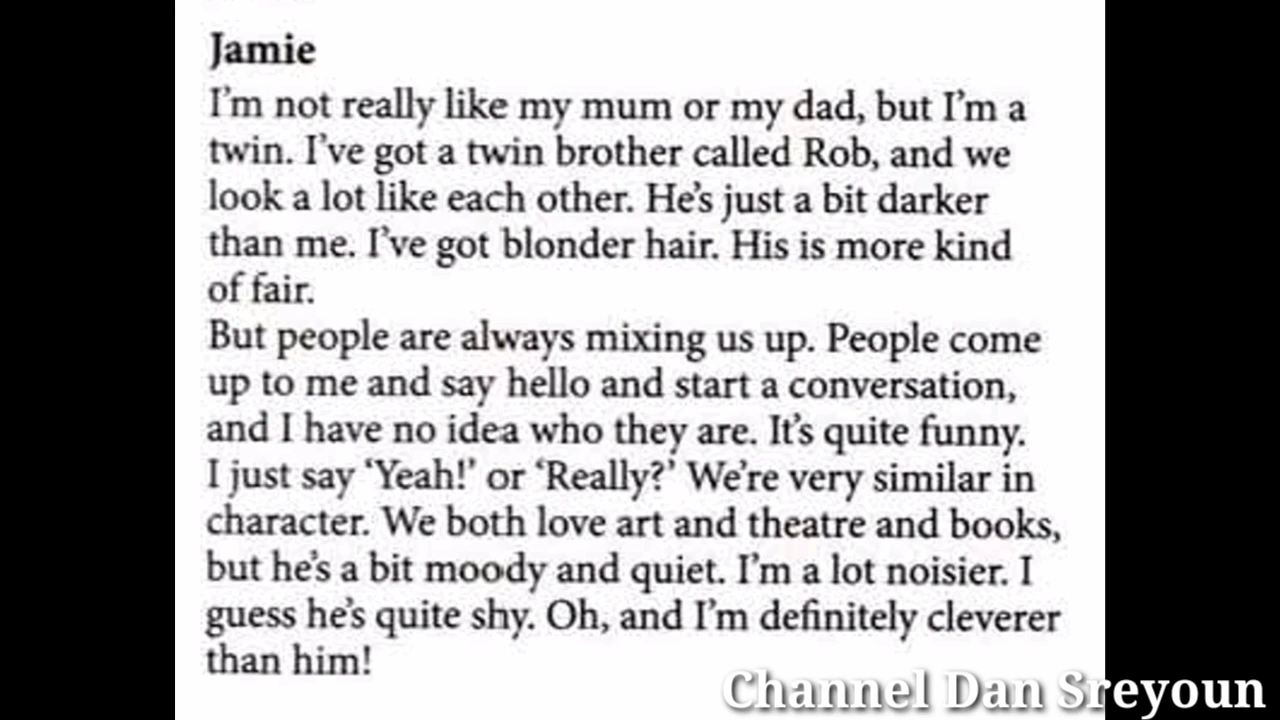 Jamie
I'm not really like my mum or my dad, but I'm a
twin. I've got a twin brother called Rob, and we
look a lot like each other. He's just a bit darker
than me. I've got blonder hair. His is more kind
of fair.
But people are always mixing us up. People come
up to me and say hello and start a conversation,
and I have no idea who they are. It's quite funny.
I just say ‘Yeah!’ or ‘Really?’ We're very similar in
character. We both love art and theatre and books,
but he's a bit moody and quiet. I'm a lot noisier. I
guess he's quite shy. Oh, and I'm definitely cleverer
than him!
Channel Dan Sreyoun